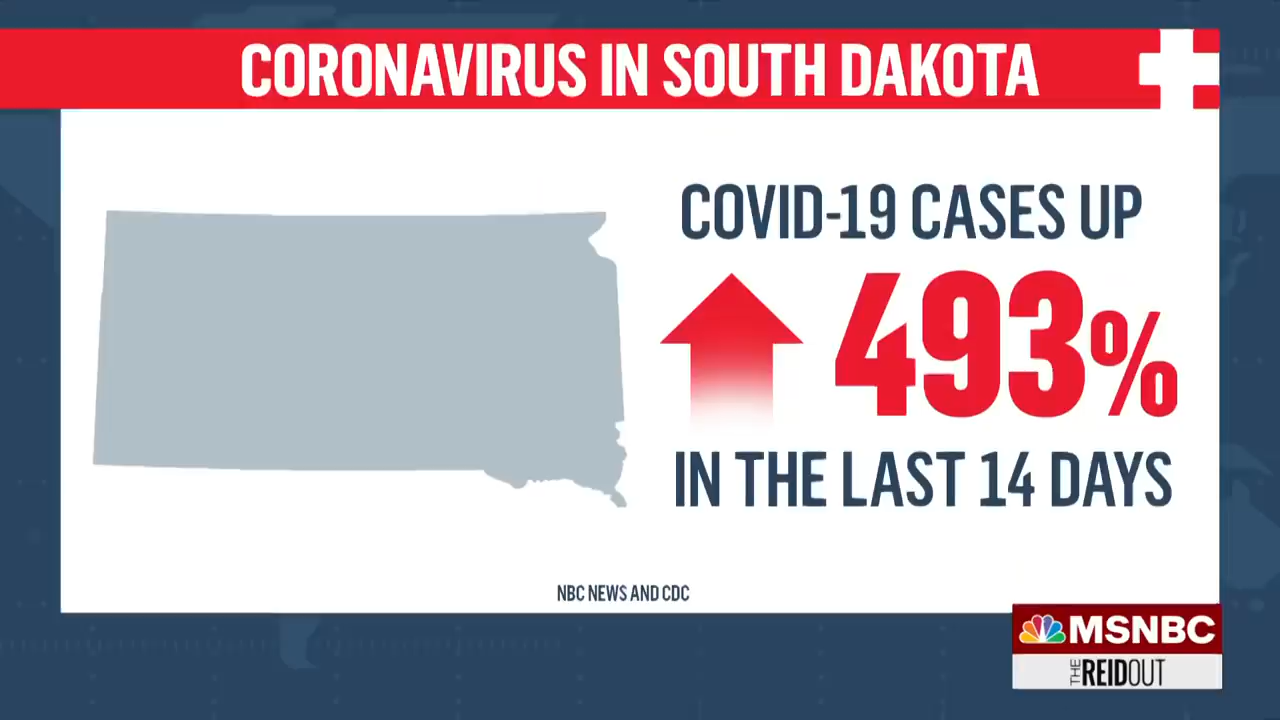 CORONAVIRUS IN SOUTH DAKOTA
COVID-19 CASES UP
493%
IN THE LAST 14 DAYS
NBC NEWS AND CDC
MSNBC
THE REIDOUT